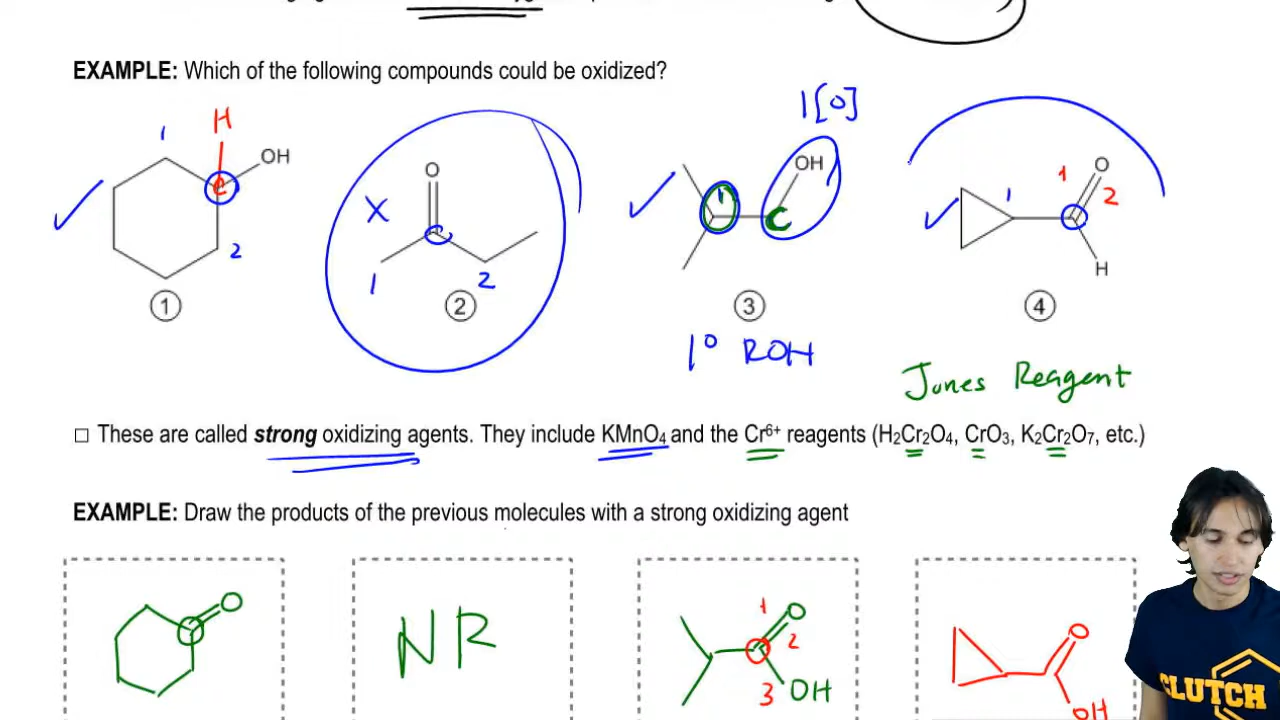 EXAMPLE: Which of the following compounds could be oxidized?
1[O]
H
1 OH O OH 1 O
C X 1 C 1 2
2 1 2 H
1 2 3 4
1° ROH
Jones Reagent
These are called strong oxidizing agents. They include KMnO4 and the Cr6+ reagents (H2Cr2O4, CrO3, K2Cr2O7, etc.)
EXAMPLE: Draw the products of the previous molecules with a strong oxidizing agent
O NR 1 O O
2
3 OH OH
CLUTCH